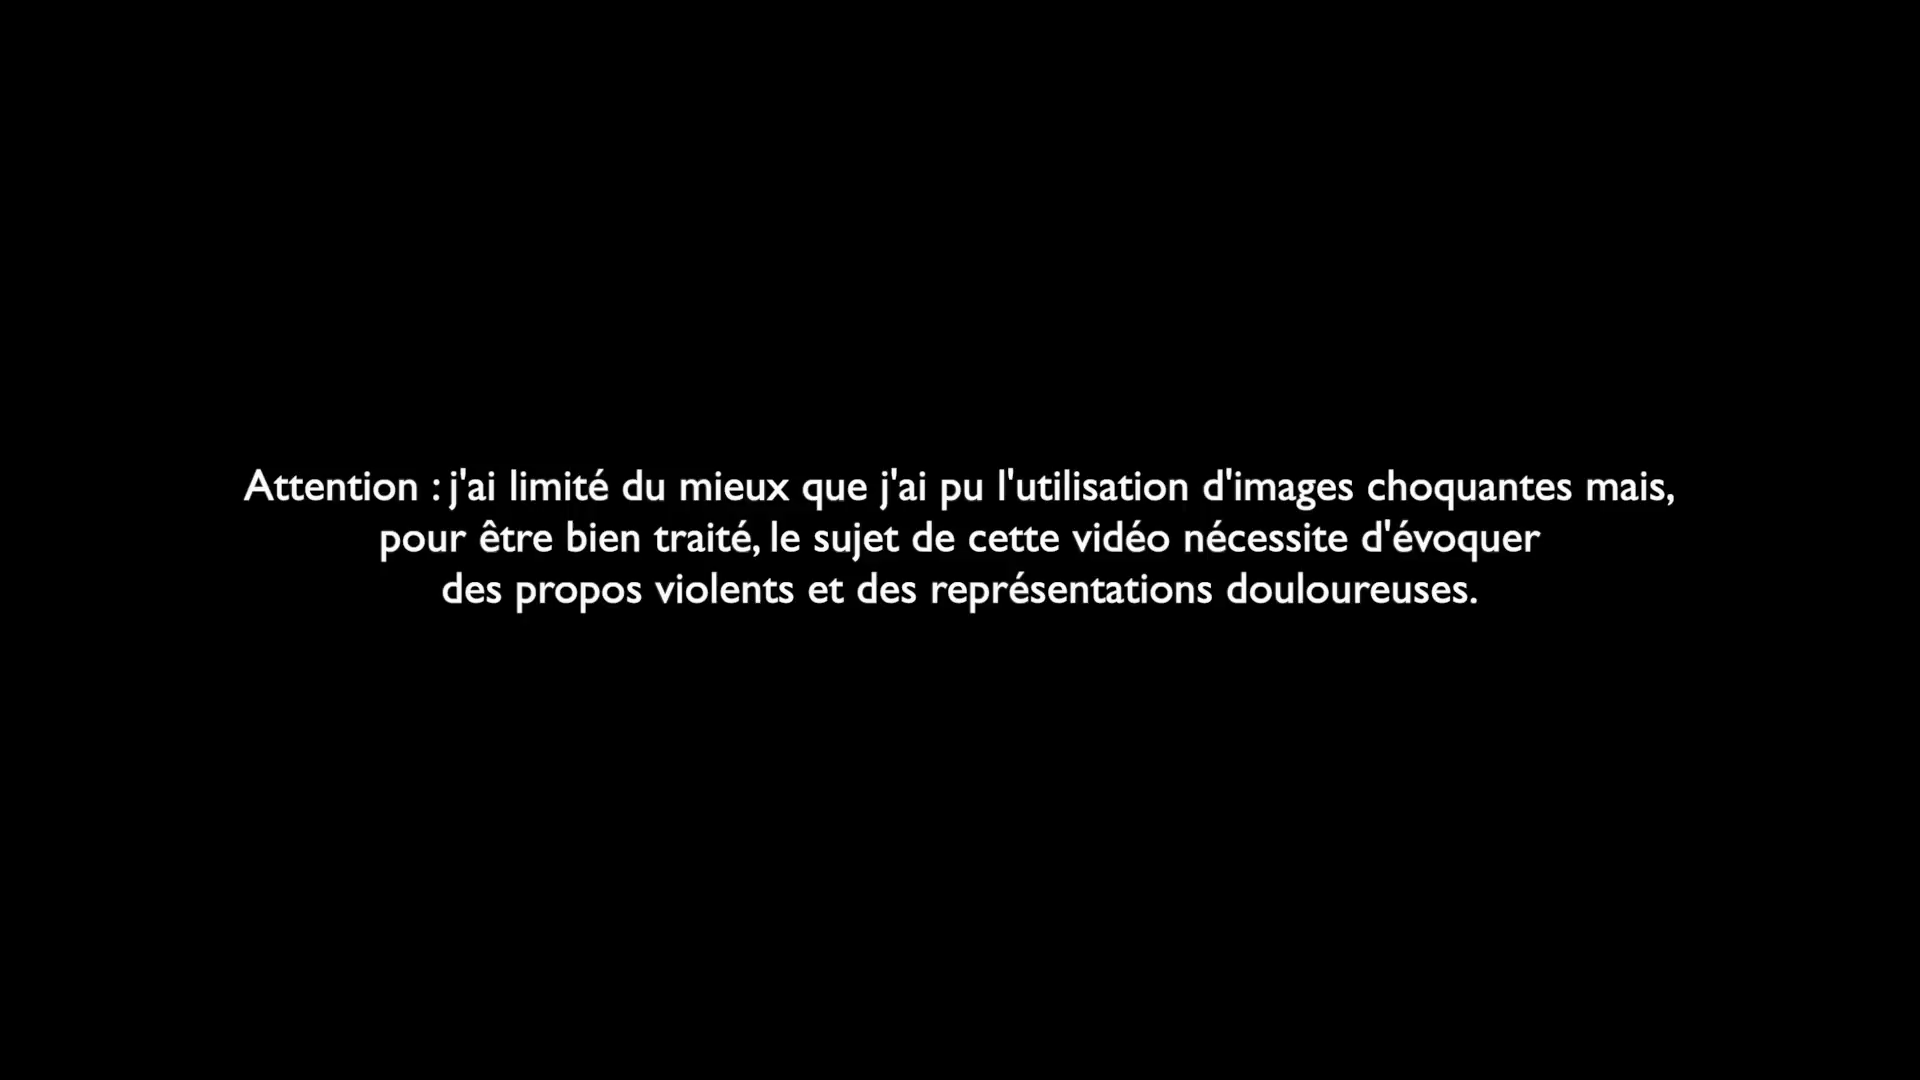 Attention : j'ai limité du mieux que j'ai pu l'utilisation d'images choquantes mais,
pour être bien traité, le sujet de cette vidéo nécessite d'évoquer
des propos violents et des représentations douloureuses.